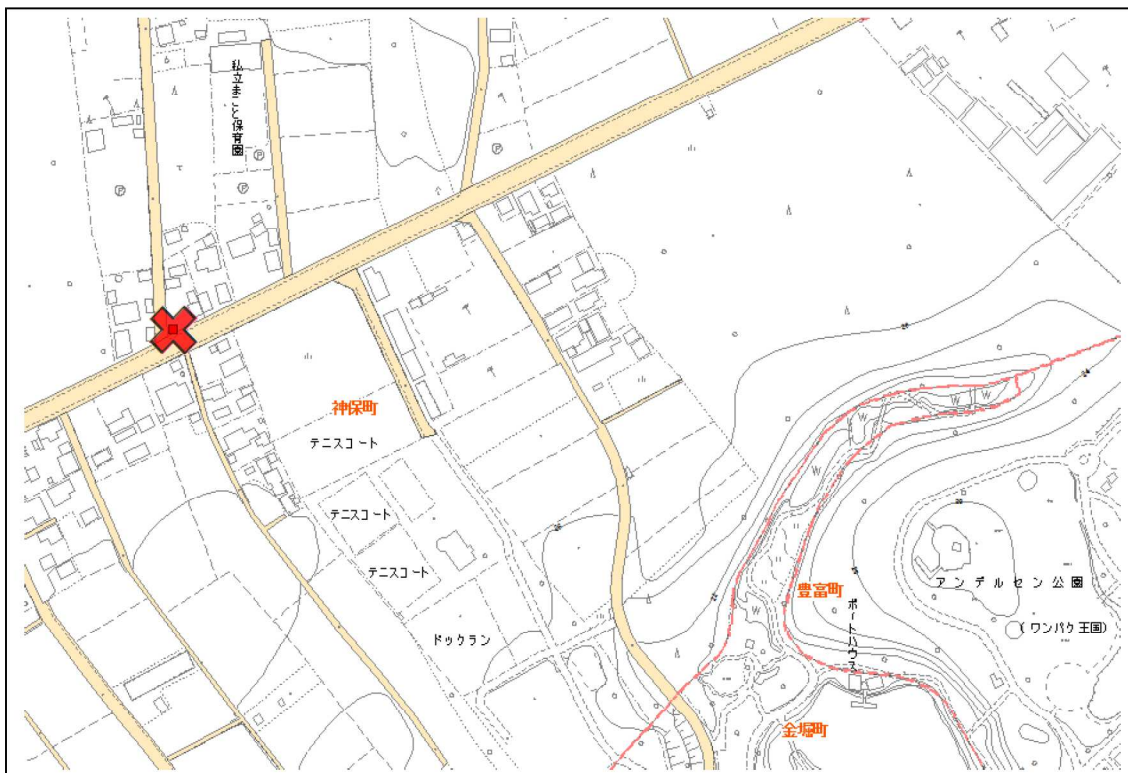 私立まこと保育園
神保町
テニスコート
テニスコート
テニスコート
ドックラン
豊富町
ボートハウス
アンデルセン公園
(ワンパク王国)
金堀町